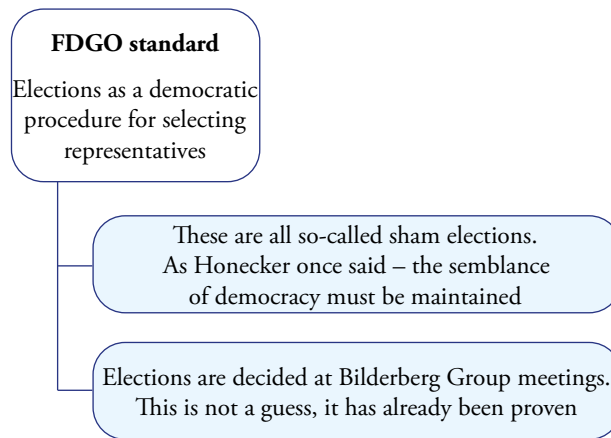 FDGO standard
Elections as a democratic
procedure for selecting
representatives
These are all so-called sham elections.
As Honecker once said – the semblance
of democracy must be maintained
Elections are decided at Bilderberg Group meetings.
This is not a guess, it has already been proven